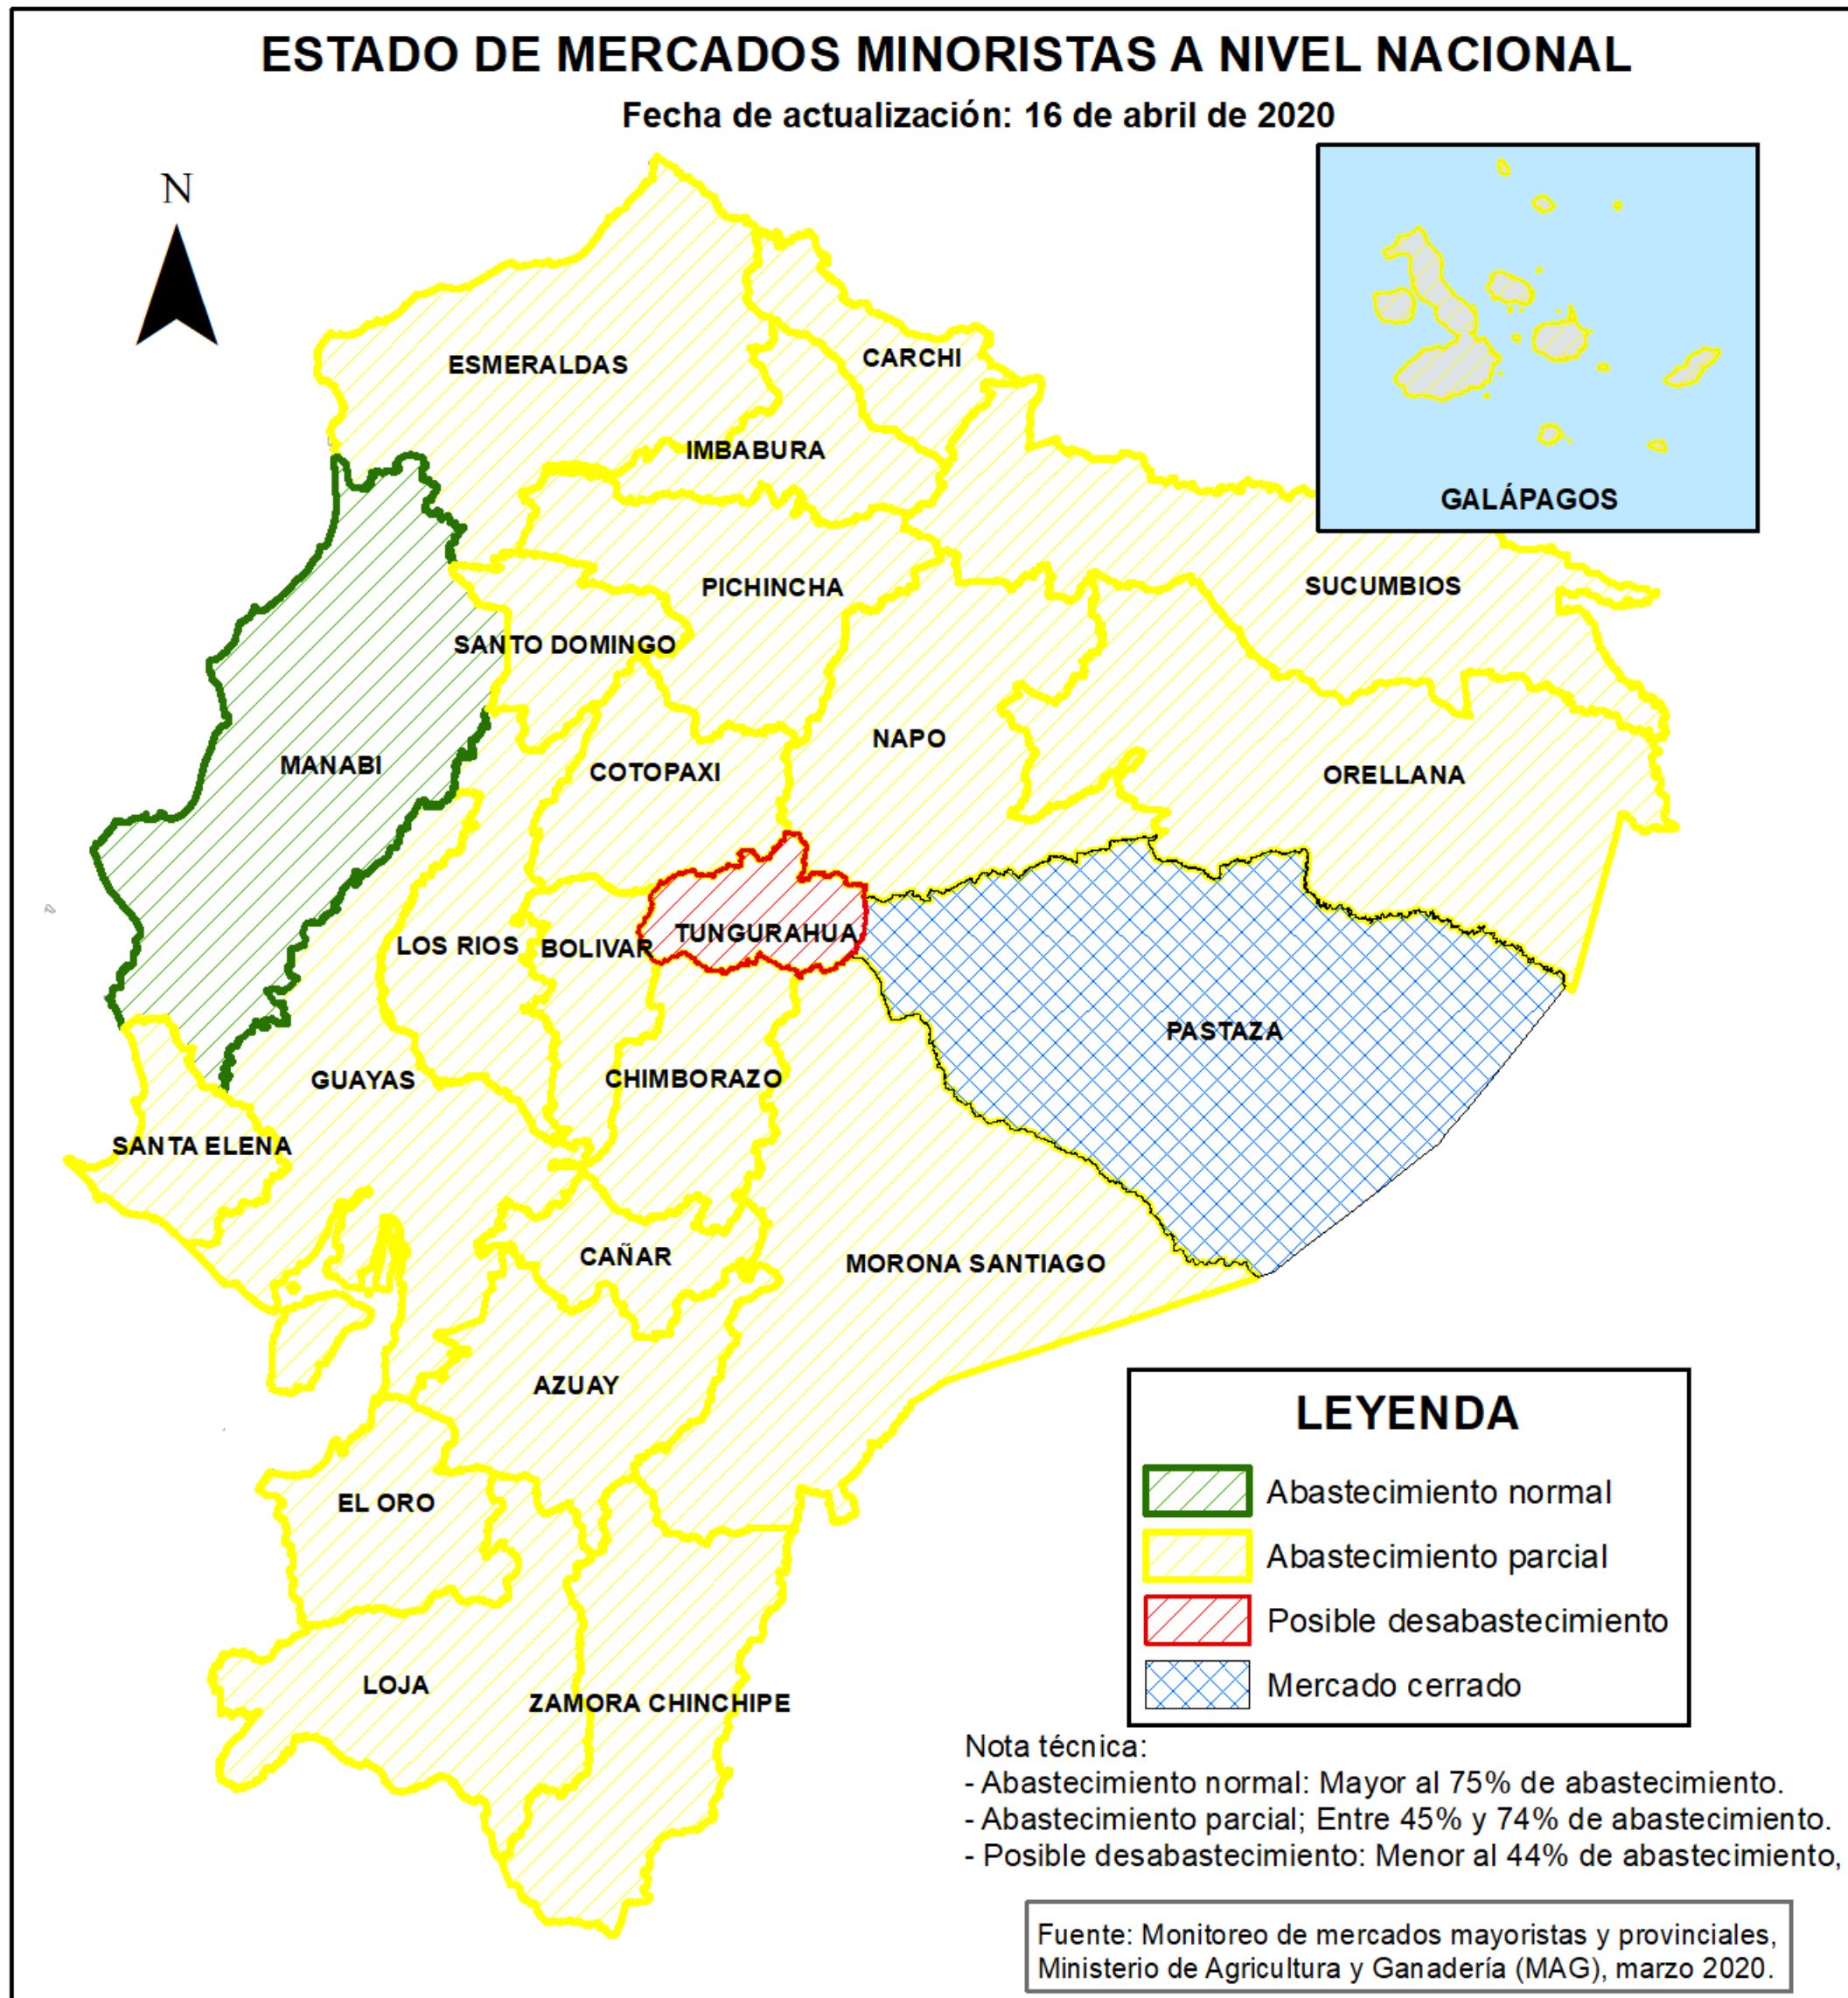 ESTADO DE MERCADOS MINORISTAS A NIVEL NACIONAL
Fecha de actualización: 16 de abril de 2020
N
ESMERALDAS
CARCHI
IMBABURA
GALÁPAGOS
PICHINCHA
SUCUMBIOS
SANTO DOMINGO
NAPO
MANABI
COTOPAXI
ORELLANA
TUNGURAHUA
LOS RIOS
BOLIVAR
PASTAZA
GUAYAS
CHIMBORAZO
SANTA ELENA
CAÑAR
MORONA SANTIAGO
AZUAY
EL ORO
LOJA
ZAMORA CHINCHIPE
LEYENDA
Abastecimiento normal
Abastecimiento parcial
Posible desabastecimiento
Mercado cerrado
Nota técnica:
- Abastecimiento normal: Mayor al 75% de abastecimiento.
- Abastecimiento parcial; Entre 45% y 74% de abastecimiento.
- Posible desabastecimiento: Menor al 44% de abastecimiento,
Fuente: Monitoreo de mercados mayoristas y provinciales,
Ministerio de Agricultura y Ganadería (MAG), marzo 2020.